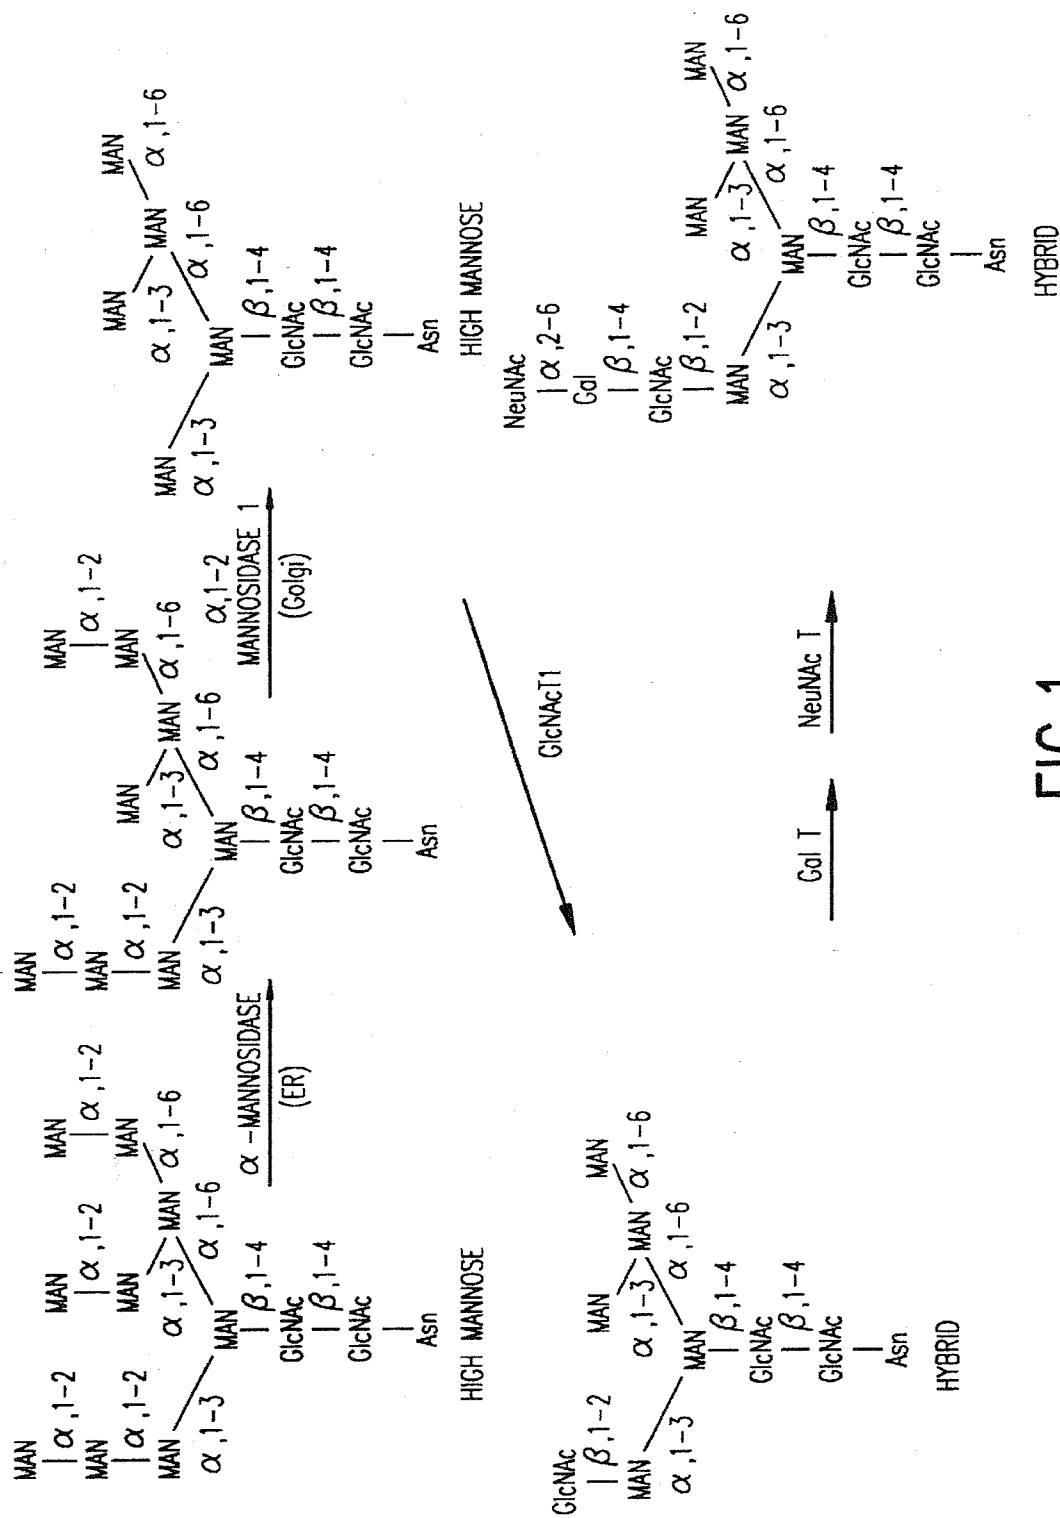 MAN
α,1-2
MAN
α,1-2
MAN
α,1-3
MAN
α,1-2
MAN
α,1-3
MAN
α,1-2
MAN
α,1-6
MAN
α,1-6
MAN
β,1-4
GlcNAc
β,1-4
GlcNAc
Asn
HIGH MANNOSE
α-MANNOSIDASE
(ER)
MAN
α,1-2
MAN
α,1-2
MAN
α,1-3
MAN
α,1-3
MAN
α,1-2
MAN
α,1-6
MAN
α,1-6
MAN
β,1-4
GlcNAc
β,1-4
GlcNAc
Asn
α,1-2
MANNOSIDASE 1
(Golgi)
MAN
α,1-3
MAN
α,1-3
MAN
α,1-6
MAN
α,1-6
MAN
β,1-4
GlcNAc
β,1-4
GlcNAc
Asn
HIGH MANNOSE
GlcNAcT1
GlcNAc
β,1-2
MAN
α,1-3
MAN
α,1-3
MAN
α,1-6
MAN
α,1-6
MAN
β,1-4
GlcNAc
β,1-4
GlcNAc
Asn
HYBRID
Gal T
NeuNAc T
NeuNAc
α,2-6
Gal
β,1-4
GlcNAc
β,1-2
MAN
α,1-3
MAN
α,1-3
MAN
α,1-6
MAN
α,1-6
MAN
β,1-4
GlcNAc
β,1-4
GlcNAc
Asn
HYBRID
FIG.1